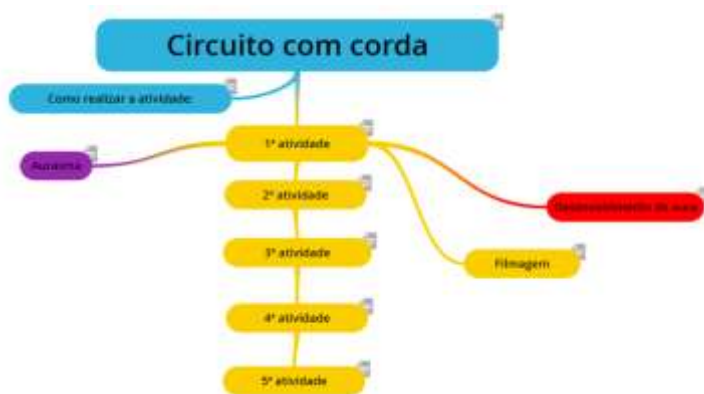 Circuito com corda
Como realizar a atividade:
1ª atividade
2ª atividade
3ª atividade
Filmagem
4ª atividade
5ª atividade